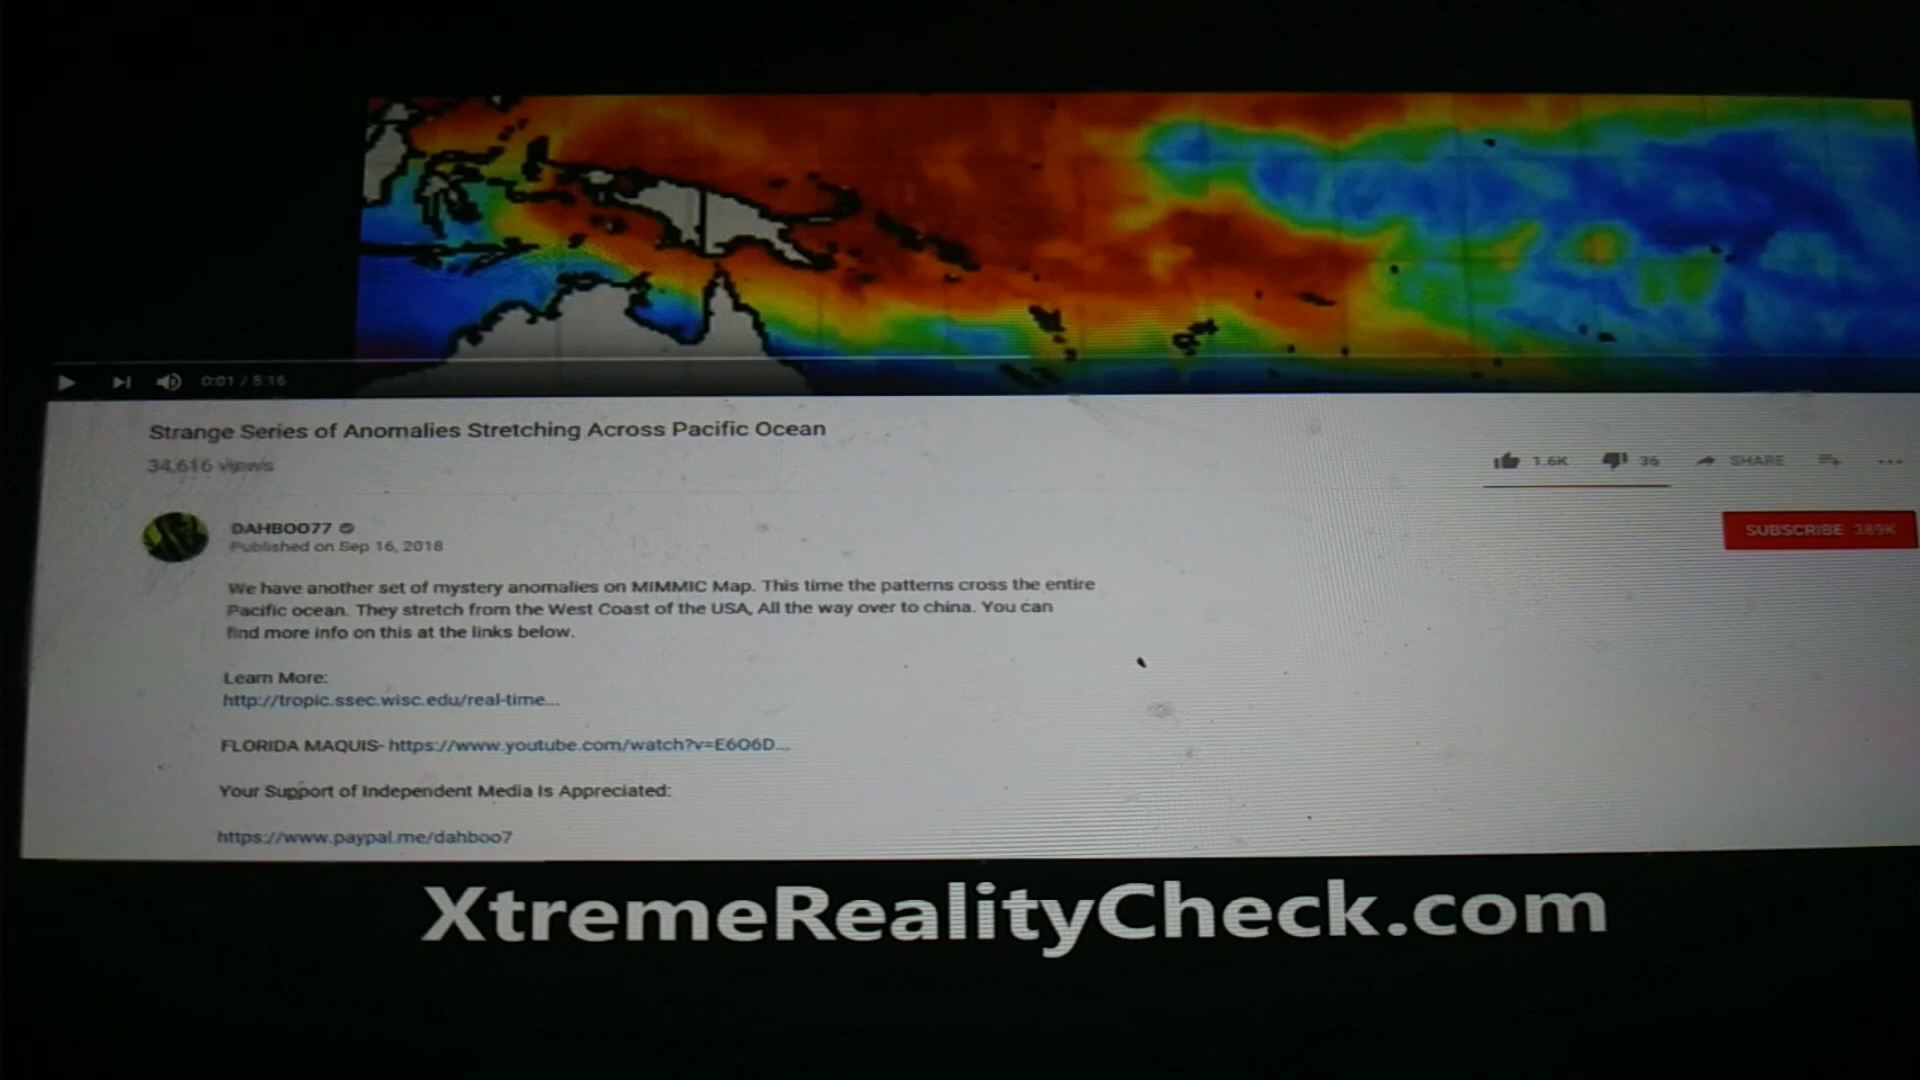 0:01 / 5:16
Strange Series of Anomalies Stretching Across Pacific Ocean
34,616 views
1.6K 36 SHARE
DAHBOO77
Published on Sep 16, 2018
SUBSCRIBE 389K
We have another set of mystery anomalies on MIMMIC Map. This time the patterns cross the entire
Pacific ocean. They stretch from the West Coast of the USA, All the way over to china. You can
find more info on this at the links below.
Learn More:
http://tropic.ssec.wisc.edu/real-time...
FLORIDA MAQUIS- https://www.youtube.com/watch?v=E6O6D...
Your Support of Independent Media Is Appreciated:
https://www.paypal.me/dahboo7
XtremeRealityCheck.com